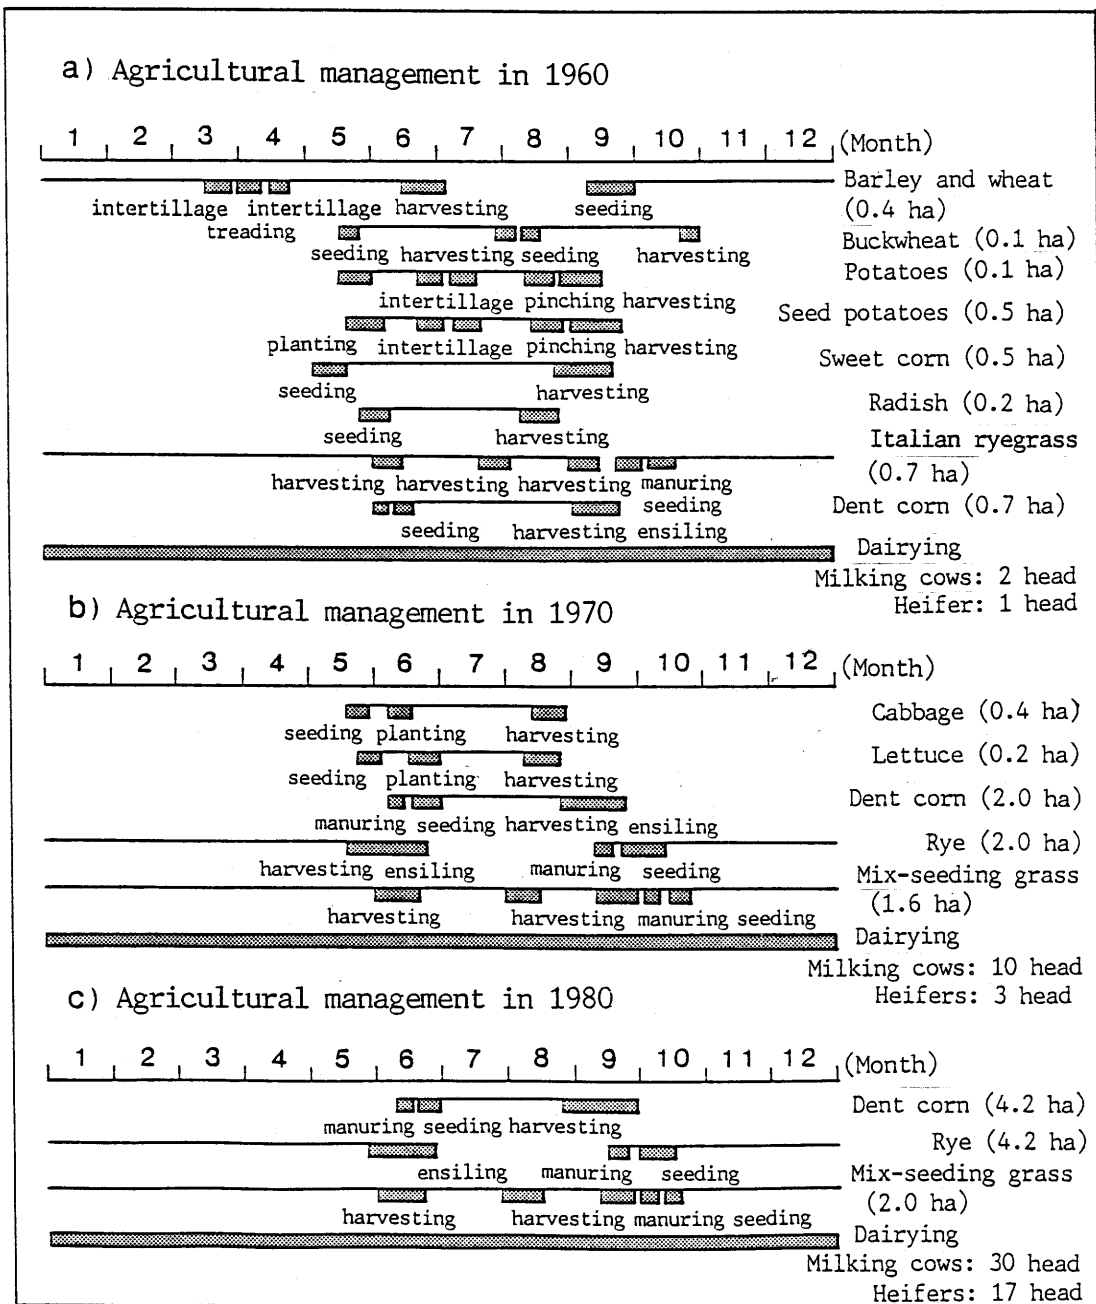 a) Agricultural management in 1960
1 2 3 4 5 6 7 8 9 10 11 12 (Month)
Barley and wheat
(0.4 ha)
intertillage intertillage harvesting seeding
treading
Buckwheat (0.1 ha)
seeding harvesting seeding harvesting
Potatoes (0.1 ha)
intertillage pinching harvesting
Seed potatoes (0.5 ha)
planting intertillage pinching harvesting
Sweet corn (0.5 ha)
seeding harvesting
Radish (0.2 ha)
seeding harvesting
Italian ryegrass
(0.7 ha)
harvesting harvesting harvesting manuring
seeding
Dent corn (0.7 ha)
seeding harvesting ensiling
Dairying
Milking cows: 2 head
Heifer: 1 head
b) Agricultural management in 1970
1 2 3 4 5 6 7 8 9 10 11 12 (Month)
Cabbage (0.4 ha)
seeding planting harvesting
Lettuce (0.2 ha)
seeding planting harvesting
Dent corn (2.0 ha)
manuring seeding harvesting ensiling
Rye (2.0 ha)
harvesting ensiling manuring seeding
Mix-seeding grass
(1.6 ha)
harvesting harvesting manuring seeding
Dairying
Milking cows: 10 head
Heifers: 3 head
c) Agricultural management in 1980
1 2 3 4 5 6 7 8 9 10 11 12 (Month)
Dent corn (4.2 ha)
manuring seeding harvesting
Rye (4.2 ha)
ensiling manuring seeding
Mix-seeding grass
(2.0 ha)
harvesting harvesting manuring seeding
Dairying
Milking cows: 30 head
Heifers: 17 head